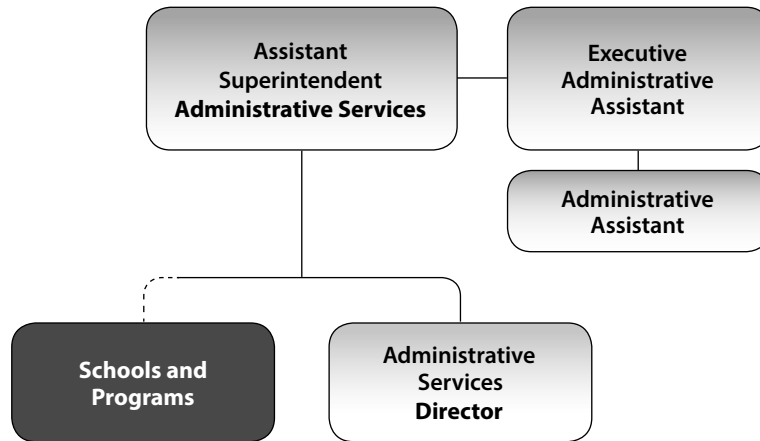 Assistant
Superintendent
Administrative Services
Executive
Administrative
Assistant
Administrative
Assistant
Schools and
Programs
Administrative
Services
Director